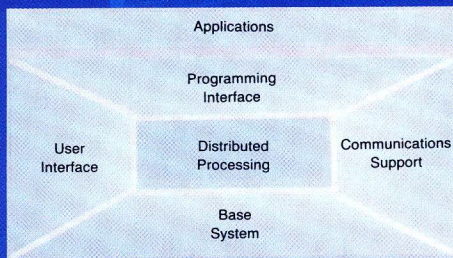 Applications
Programming
Interface
User
Interface
Distributed
Processing
Communications
Support
Base
System